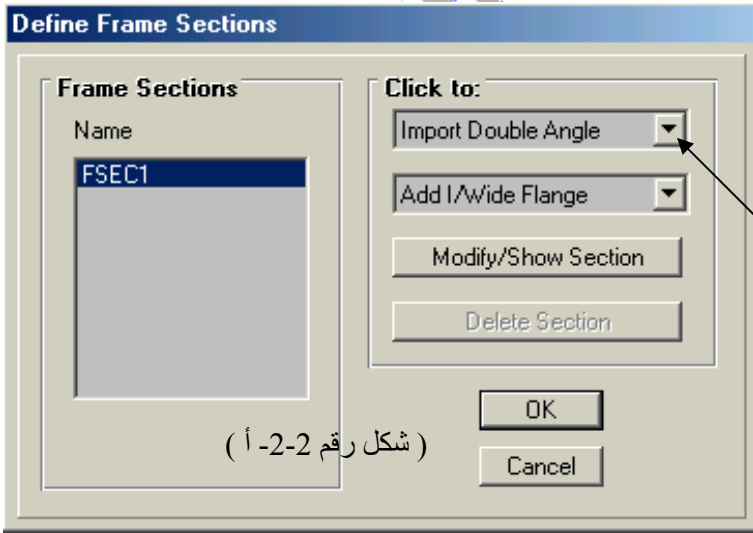 Define Frame Sections
Frame Sections
Name
FSEC1
Click to:
Import Double Angle
Add I/Wide Flange
Modify/Show Section
Delete Section
OK
Cancel
( شكل رقم 2-2- أ )